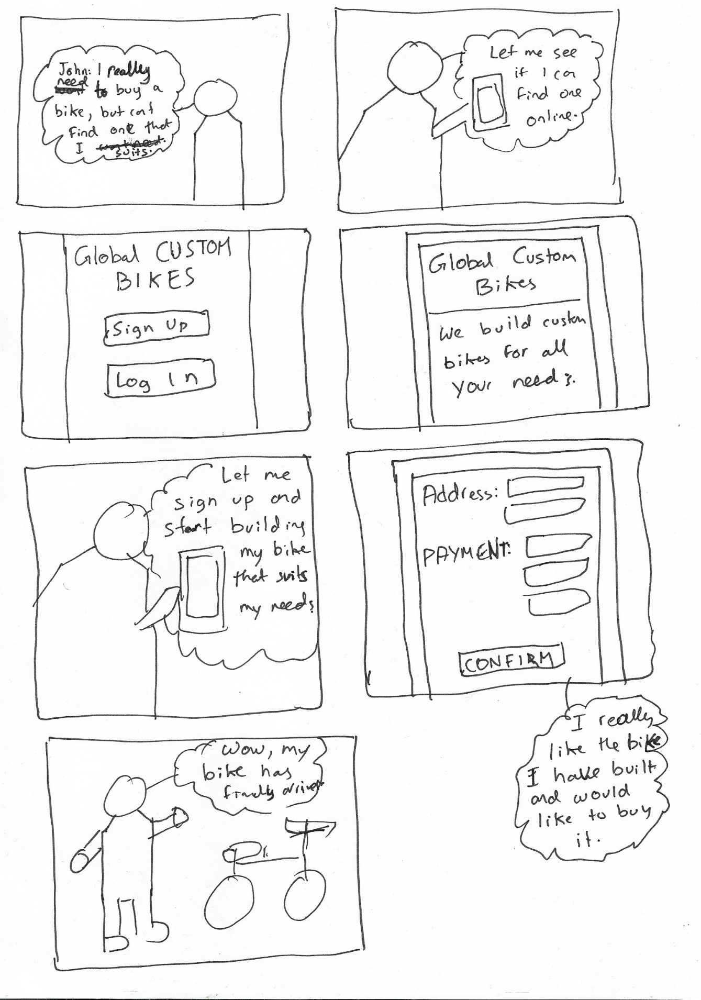 John: I really
need to buy a
bike, but cant
find one that
I
suits.
Let me see
if I can
find one
online.
Global CUSTOM
BIKES
Sign Up
Log In
Global Custom
Bikes
We build custom
bikes for all
your needs.
Let me
sign up and
start building
my bike
that suits
my needs
Address:
PAYMENT:
CONFIRM
I really
like the bike
I have built
and would
like to buy
it.
Wow, my
bike has
finally arrived